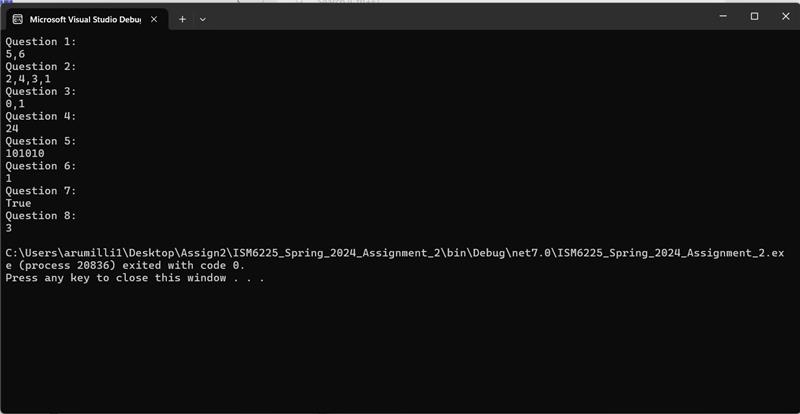 Microsoft Visual Studio Debug
Question 1:
5,6
Question 2:
2,4,3,1
Question 3:
0,1
Question 4:
24
Question 5:
101010
Question 6:
1
Question 7:
True
Question 8:
3
C:\Users\arumilli1\Desktop\Assign2\ISM6225_Spring_2024_Assignment_2\bin\Debug\net7.0\ISM6225_Spring_2024_Assignment_2.ex
e (process 20836) exited with code 0.
Press any key to close this window . . .